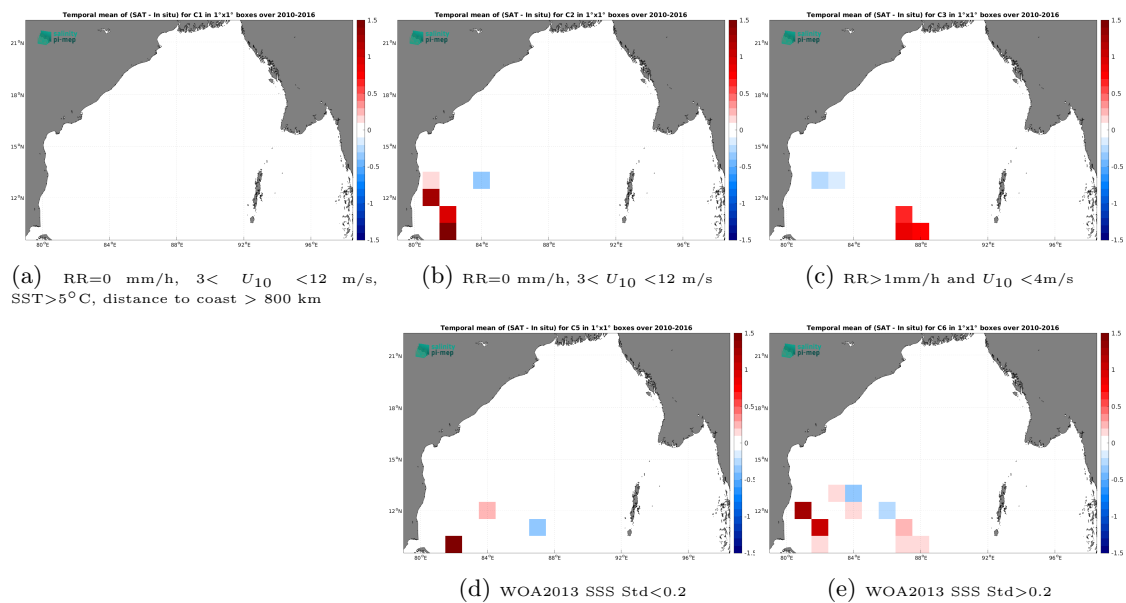 Temporal mean of (SAT - In situ) for C1 in 1°x1° boxes over 2010-2016
pi-mep
21°N
18°N
15°N
12°N
80°E 84°E 88°E 92°E 96°E
1.5
1
0.5
0
-0.5
-1
-1.5
Temporal mean of (SAT - In situ) for C2 in 1°x1° boxes over 2010-2016
pi-mep
21°N
18°N
15°N
12°N
80°E 84°E 88°E 92°E 96°E
1.5
1
0.5
0
-0.5
-1
-1.5
Temporal mean of (SAT - In situ) for C3 in 1°x1° boxes over 2010-2016
pi-mep
21°N
18°N
15°N
12°N
80°E 84°E 88°E 92°E 96°E
1.5
1
0.5
0
-0.5
-1
-1.5
(a) RR=0 mm/h, 3< U10 <12 m/s,
SST>5°C, distance to coast > 800 km
(b) RR=0 mm/h, 3< U10 <12 m/s
(c) RR>1mm/h and U10 <4m/s
Temporal mean of (SAT - In situ) for C5 in 1°x1° boxes over 2010-2016
pi-mep
21°N
18°N
15°N
12°N
80°E 84°E 88°E 92°E 96°E
1.5
1
0.5
0
-0.5
-1
-1.5
Temporal mean of (SAT - In situ) for C6 in 1°x1° boxes over 2010-2016
pi-mep
21°N
18°N
15°N
12°N
80°E 84°E 88°E 92°E 96°E
1.5
1
0.5
0
-0.5
-1
-1.5
(d) WOA2013 SSS Std<0.2
(e) WOA2013 SSS Std>0.2